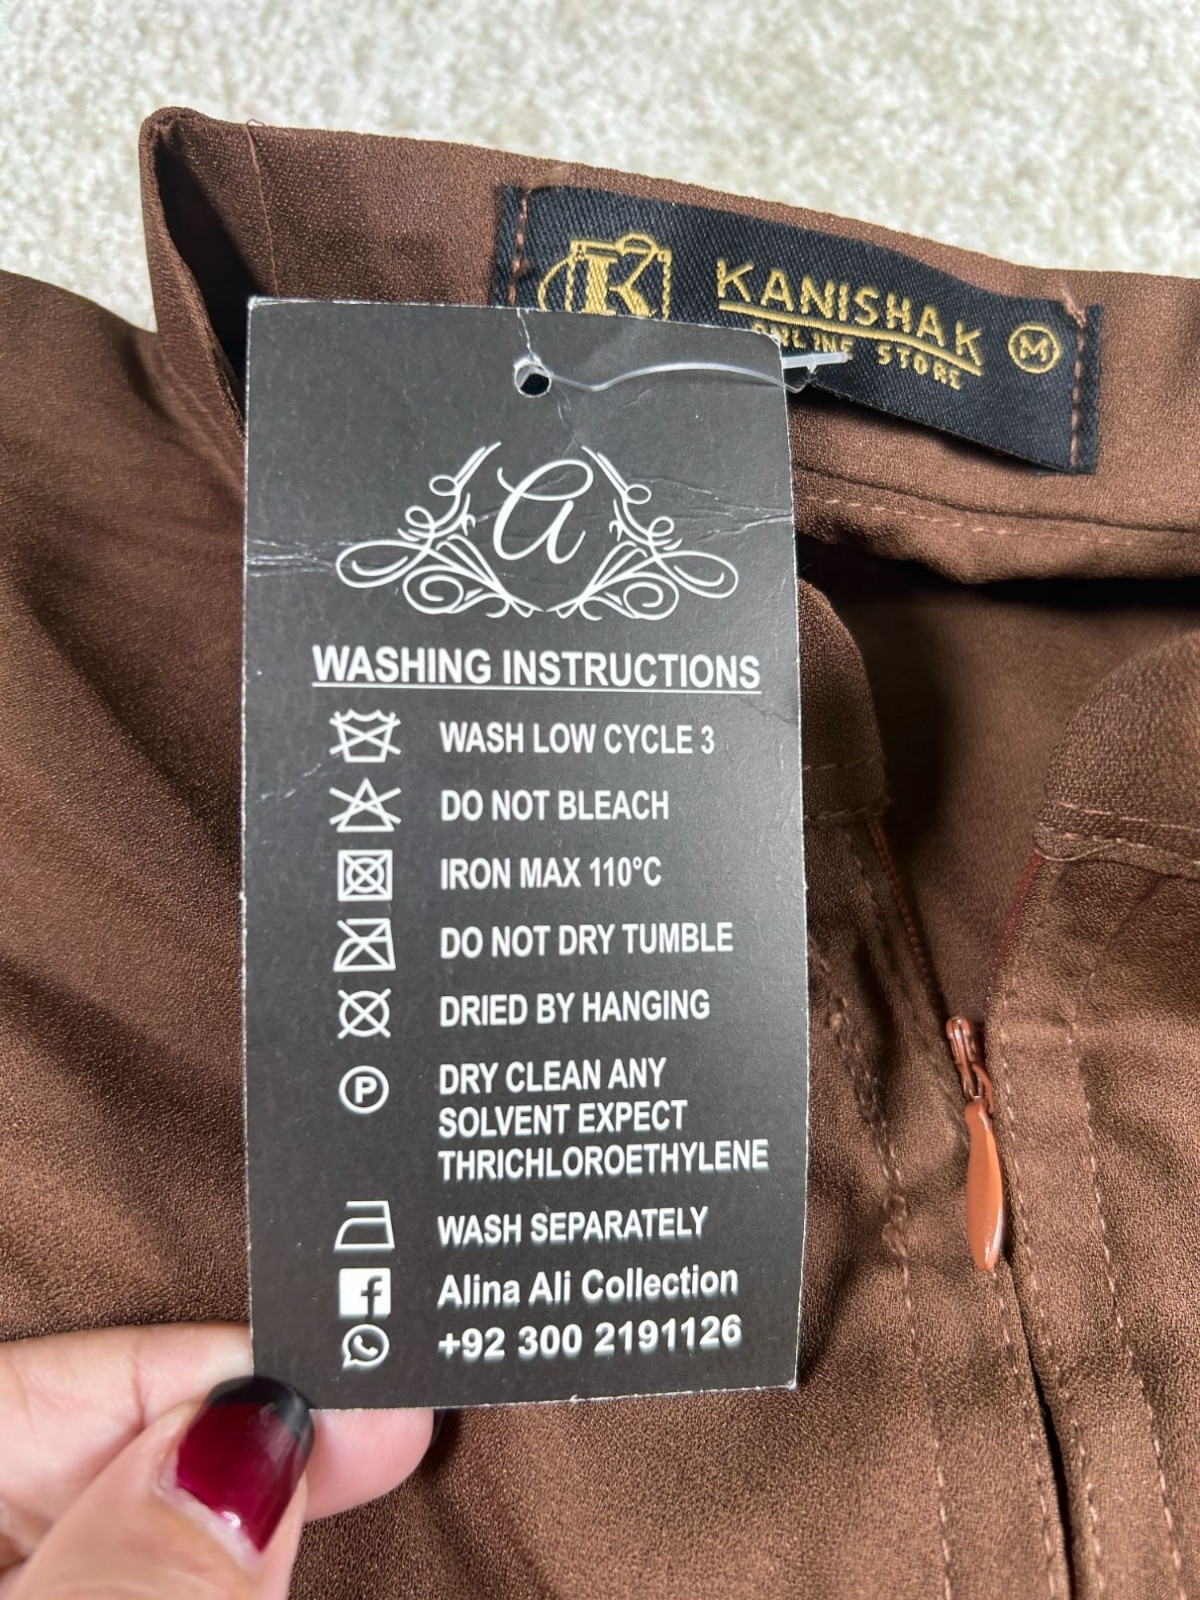 K
KANISHAK
ONLINE STORE
M
a
WASHING INSTRUCTIONS
WASH LOW CYCLE 3
DO NOT BLEACH
IRON MAX 110°C
DO NOT DRY TUMBLE
DRIED BY HANGING
P
DRY CLEAN ANY
SOLVENT EXPECT
THRICHLOROETHYLENE
WASH SEPARATELY
f Alina Ali Collection
+92 300 2191126